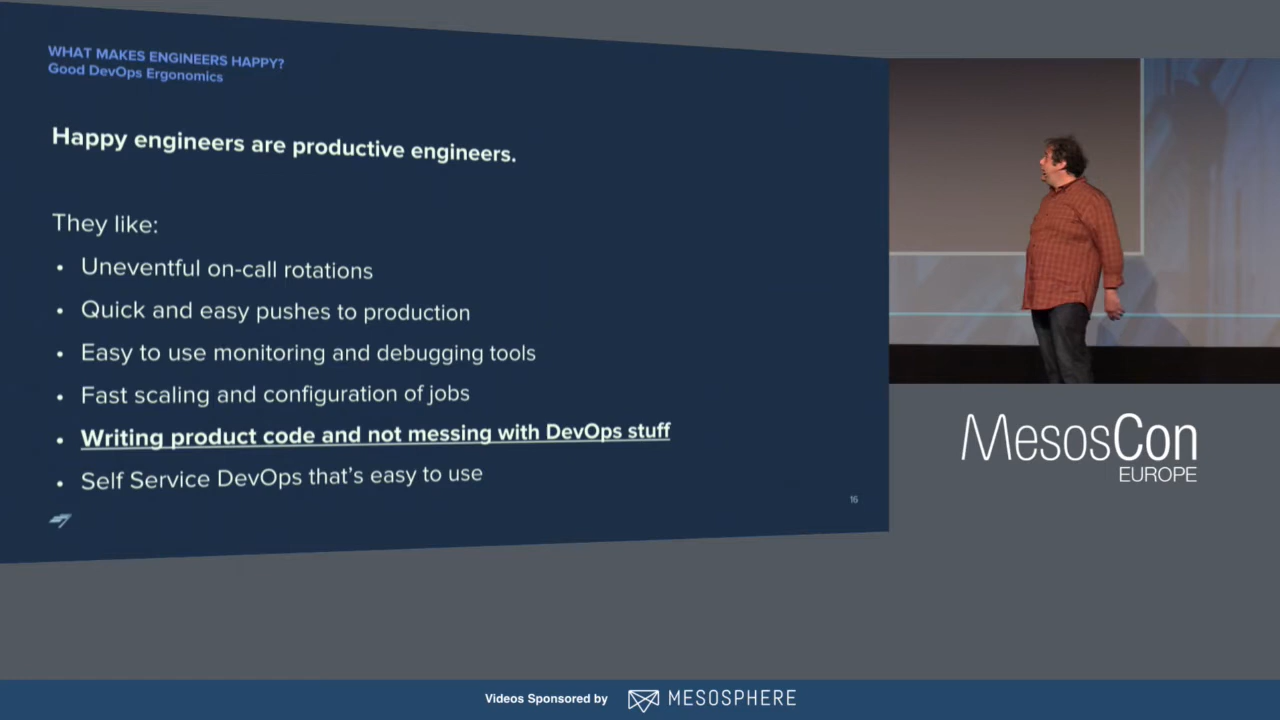 WHAT MAKES ENGINEERS HAPPY?
Good DevOps Ergonomics
Happy engineers are productive engineers.
They like:
• Uneventful on-call rotations
• Quick and easy pushes to production
• Easy to use monitoring and debugging tools
• Fast scaling and configuration of jobs
• Writing product code and not messing with DevOps stuff
• Self Service DevOps that's easy to use
16
MesosCon
EUROPE
Videos Sponsored by MESOSPHERE